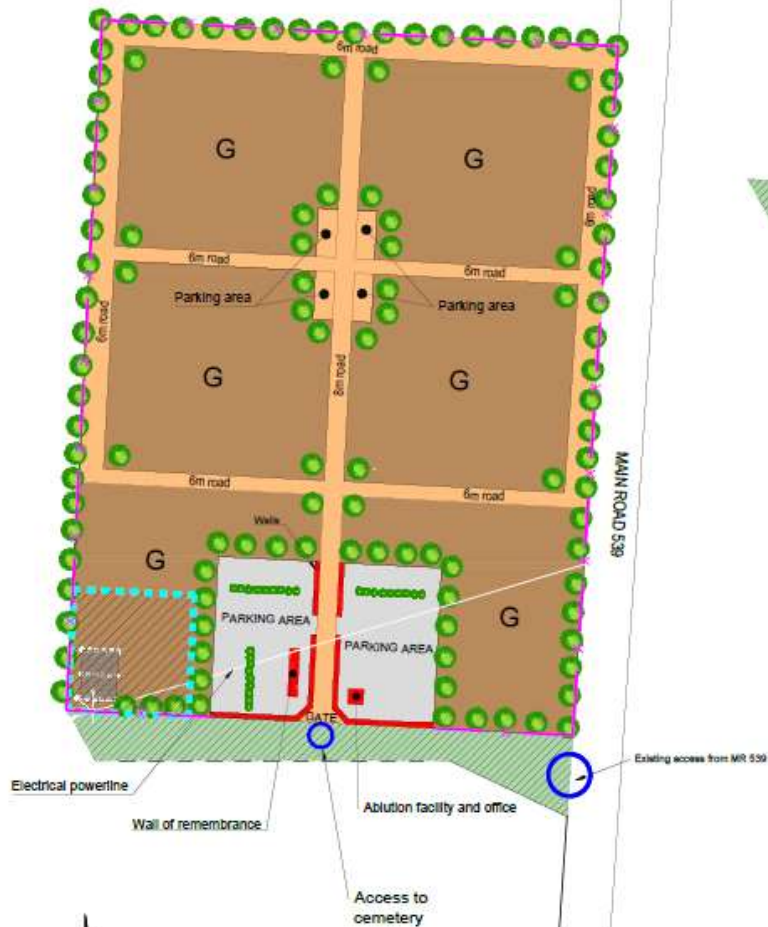 6m road
G
G
6m road
6m road
6m road
Parking area
Parking area
6m road
8m road
G
G
6m road
6m road
MAIN ROAD 539
Walls
G
G
PARKING AREA
PARKING AREA
GATE
Existing access from MR 539
Electrical powerline
Wall of remembrance
Ablution facility and office
Access to
cemetery